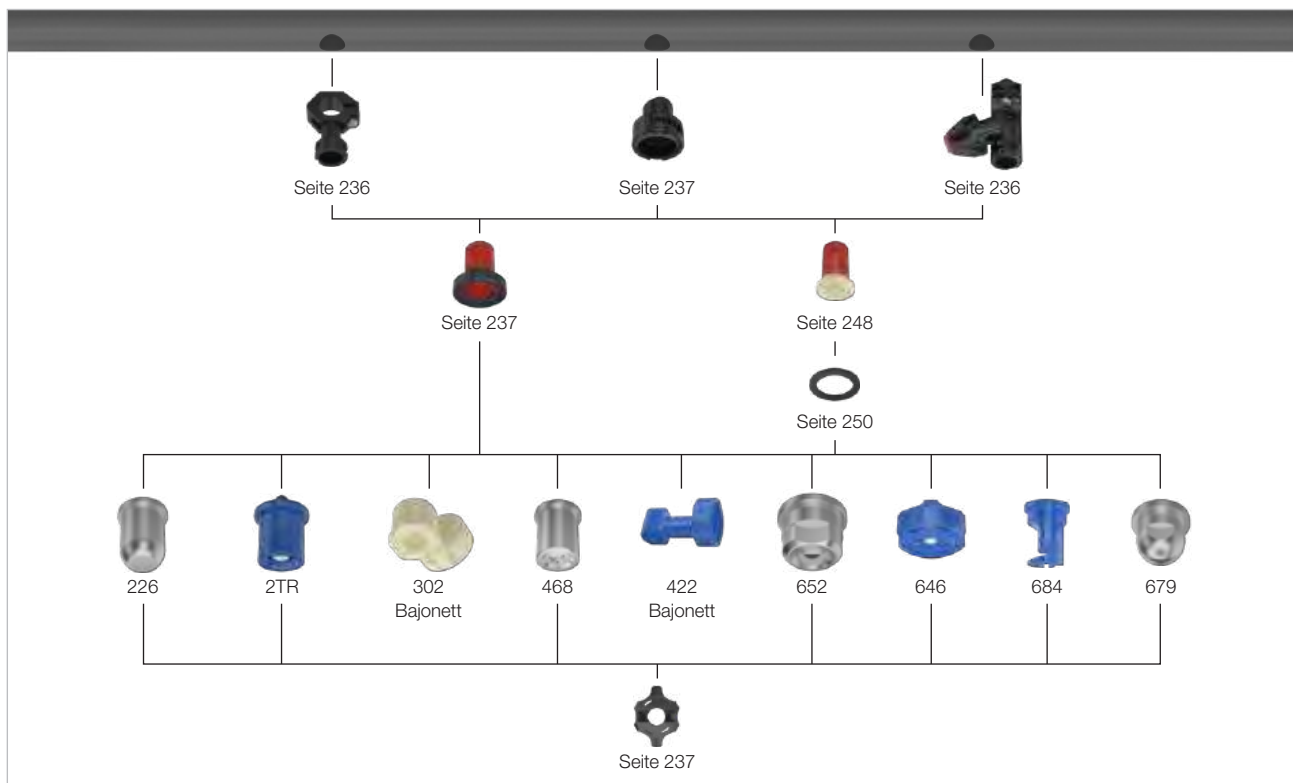 Seite 236
Seite 237
Seite 236
Seite 237
Seite 248
Seite 250
226
2TR
302
Bajonett
468
422
Bajonett
652
646
684
679
Seite 237